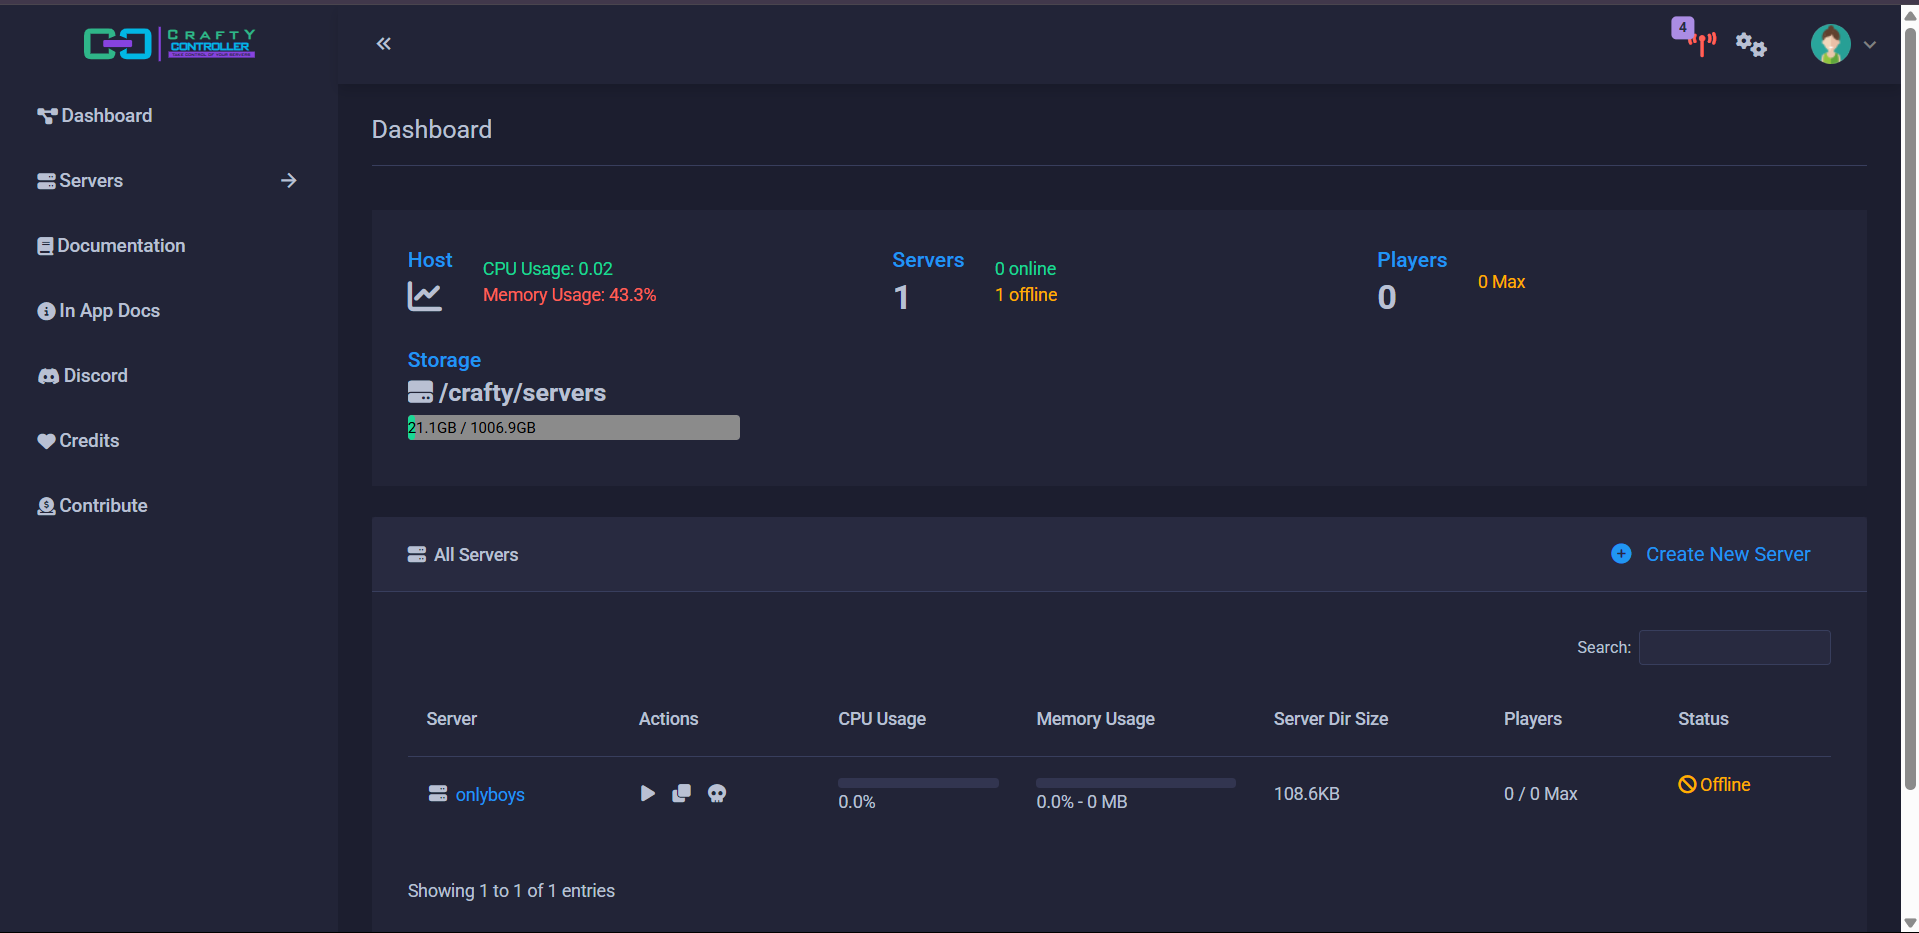 CRAFTY
CONTROLLER
4
Dashboard
Servers
Documentation
In App Docs
Discord
Credits
Contribute
Dashboard
Host
CPU Usage: 0.02
Memory Usage: 43.3%
Servers
1
0 online
1 offline
Players
0
0 Max
Storage
/crafty/servers
21.1GB / 1006.9GB
All Servers
Create New Server
Search:
Server Actions CPU Usage Memory Usage Server Dir Size Players Status
onlyboys 0.0% 0.0% - 0 MB 108.6KB 0 / 0 Max Offline
Showing 1 to 1 of 1 entries